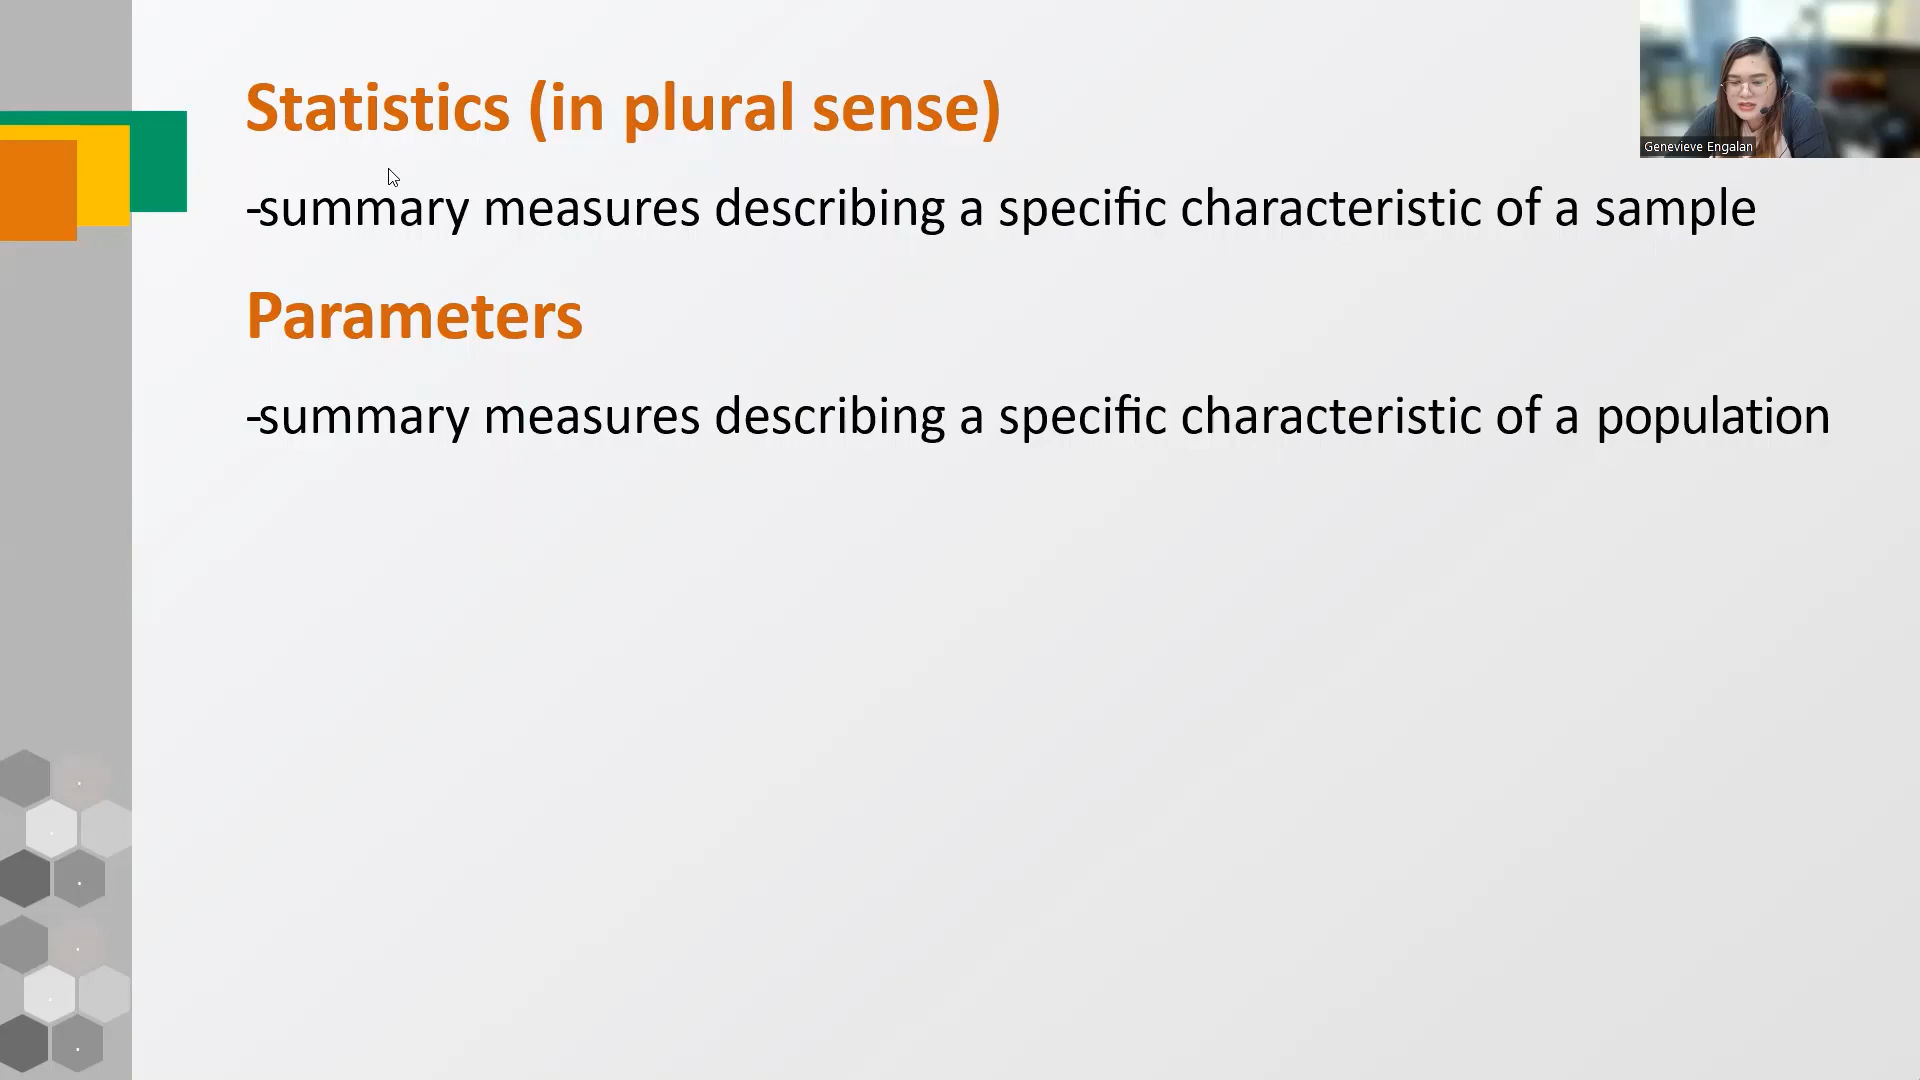 Statistics (in plural sense)
Genevieve Engalan
-summary measures describing a specific characteristic of a sample
Parameters
-summary measures describing a specific characteristic of a population